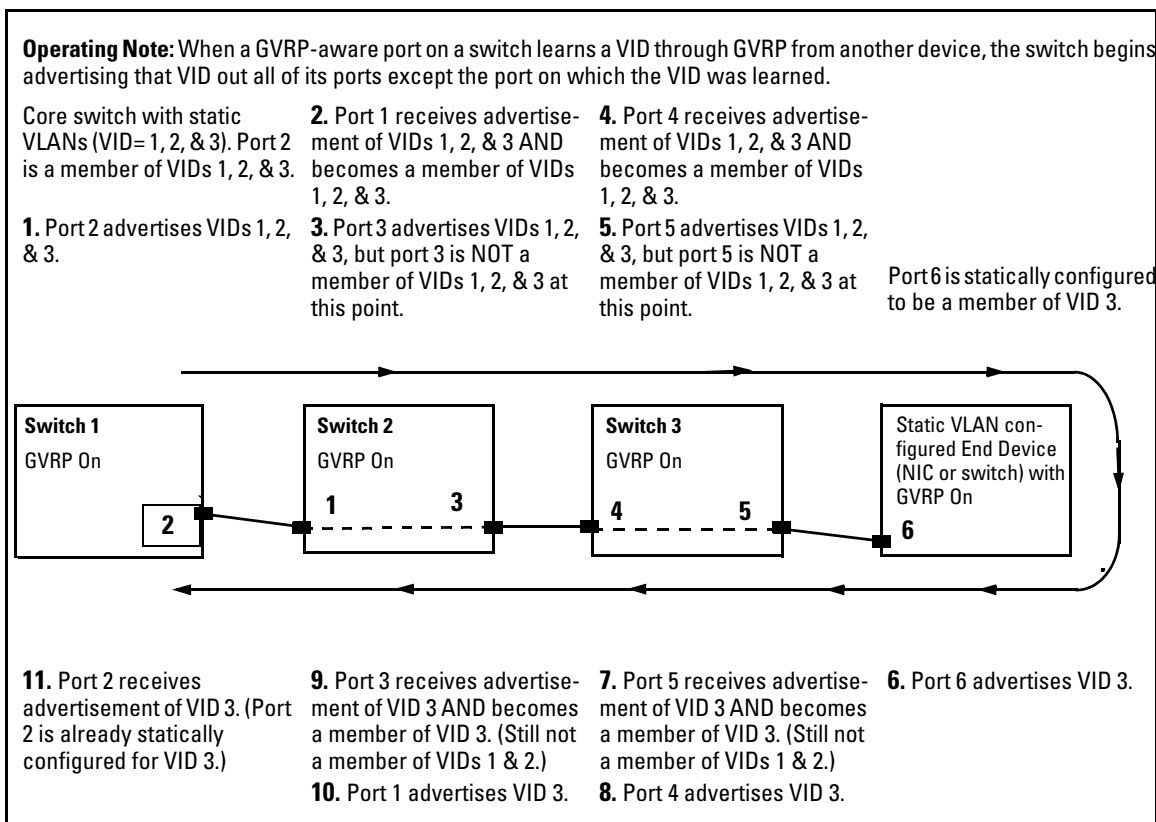 Operating Note: When a GVRP-aware port on a switch learns a VID through GVRP from another device, the switch begins
advertising that VID out all of its ports except the port on which the VID was learned.
Core switch with static
VLANs (VID= 1, 2, & 3). Port 2
is a member of VIDs 1, 2, & 3.
1. Port 2 advertises VIDs 1, 2,
& 3.
2. Port 1 receives advertise-
ment of VIDs 1, 2, & 3 AND
becomes a member of VIDs
1, 2, & 3.
3. Port 3 advertises VIDs 1, 2,
& 3, but port 3 is NOT a
member of VIDs 1, 2, & 3 at
this point.
4. Port 4 receives advertise-
ment of VIDs 1, 2, & 3 AND
becomes a member of VIDs
1, 2, & 3.
5. Port 5 advertises VIDs 1, 2,
& 3, but port 5 is NOT a
member of VIDs 1, 2, & 3 at
this point.
Port 6 is statically configured
to be a member of VID 3.
Switch 1
GVRP On
2
Switch 2
GVRP On
1
3
Switch 3
GVRP On
4
5
Static VLAN con-
figured End Device
(NIC or switch) with
GVRP On
6
11. Port 2 receives
advertisement of VID 3. (Port
2 is already statically
configured for VID 3.)
9. Port 3 receives advertise-
ment of VID 3 AND becomes
a member of VID 3. (Still not
a member of VIDs 1 & 2.)
10. Port 1 advertises VID 3.
7. Port 5 receives advertise-
ment of VID 3 AND becomes
a member of VID 3. (Still not
a member of VIDs 1 & 2.)
8. Port 4 advertises VID 3.
6. Port 6 advertises VID 3.